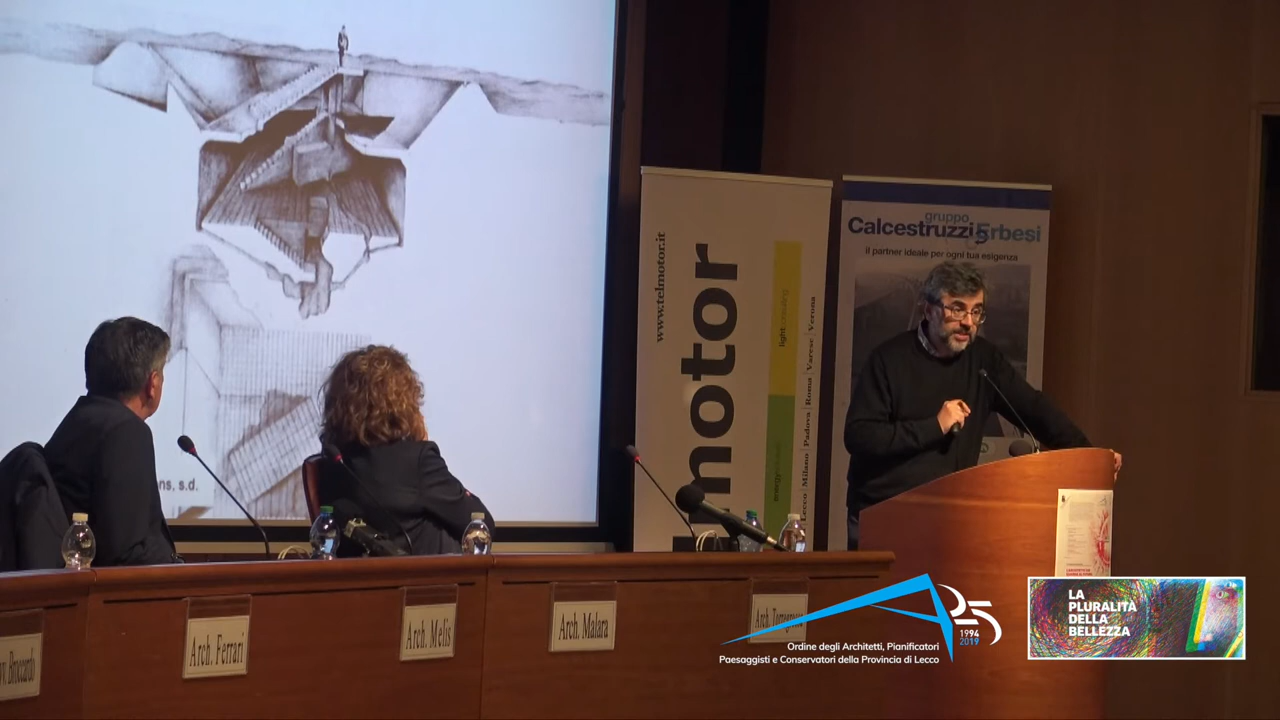 ns, s.d.
www.telmotor.it
motor
lightconsulting
Lecco | Milano | Padova | Roma | Varese | Verona
gruppo
Calcestruzzi Erbesi
il partner ideale per ogni tua esigenza
Arch. Ferrari
Arch. Melis
Arch. Malara
25
1994
2019
Ordine degli Architetti, Pianificatori
Paesaggisti e Conservatori della Provincia di Lecco
LA
PLURALITÀ
DELLA
BELLEZZA